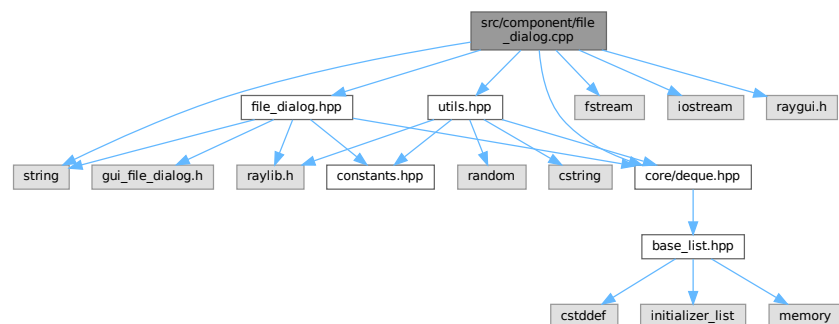 src/component/file
_dialog.cpp
file_dialog.hpp
utils.hpp
fstream
iostream
raygui.h
string
gui_file_dialog.h
raylib.h
constants.hpp
random
cstring
core/deque.hpp
base_list.hpp
cstddef
initializer_list
memory